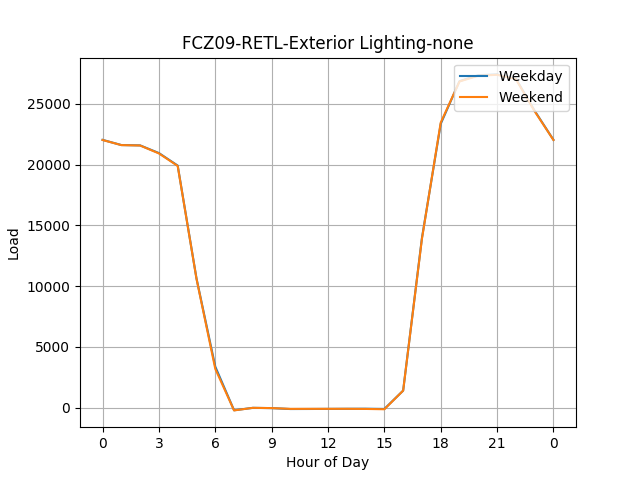 FCZ09-RETL-Exterior Lighting-none
Weekday
Weekend
25000
20000
15000
10000
5000
0
Load
0 3 6 9 12 15 18 21 0
Hour of Day